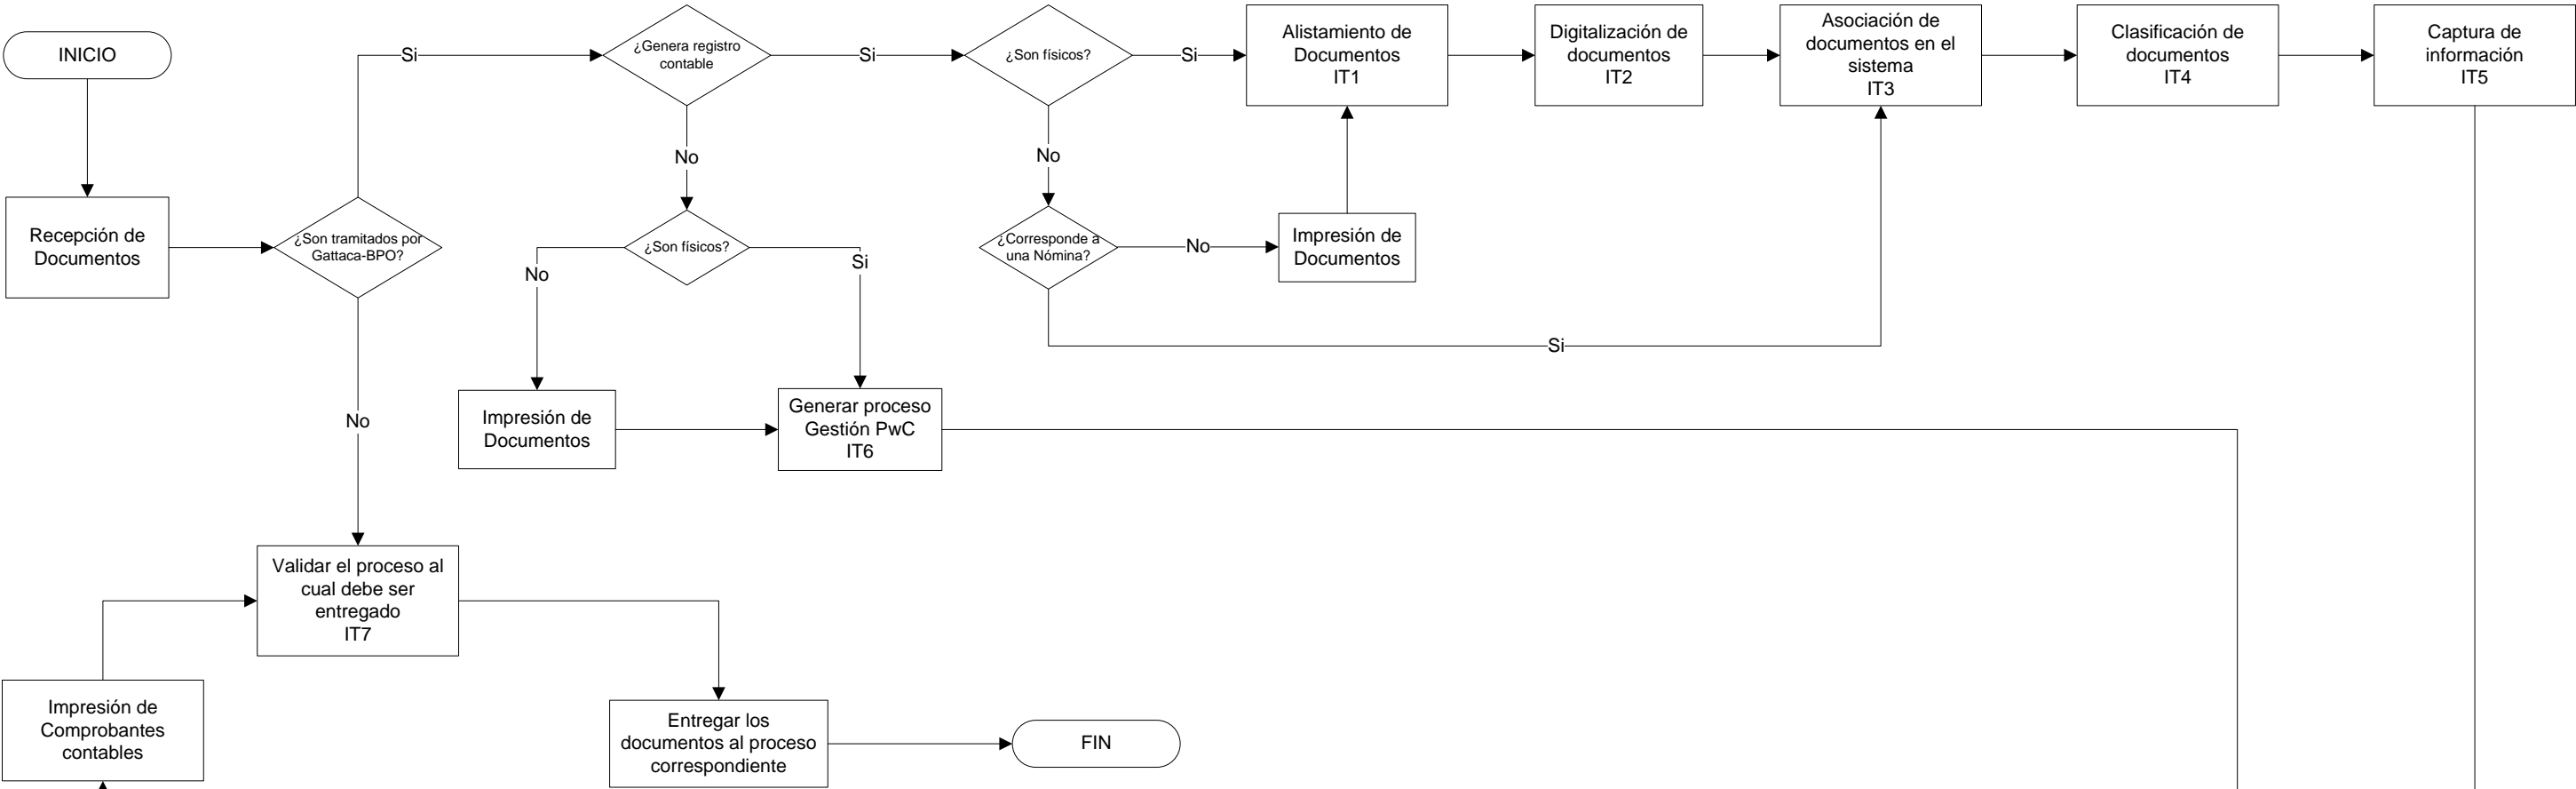 INICIO
Recepción de
Documentos
¿Son tramitados por
Gattaca-BPO?
Si
¿Genera registro
contable
Si
¿Son físicos?
Si
Alistamiento de
Documentos
IT1
Digitalización de
documentos
IT2
Asociación de
documentos en el
sistema
IT3
Clasificación de
documentos
IT4
Captura de
información
IT5
No
No
¿Son físicos?
No
Si
¿Corresponde a
una Nómina?
No
Impresión de
Documentos
Si
No
Impresión de
Documentos
Generar proceso
Gestión PwC
IT6
Validar el proceso al
cual debe ser
entregado
IT7
Impresión de
Comprobantes
contables
Entregar los
documentos al proceso
correspondiente
FIN